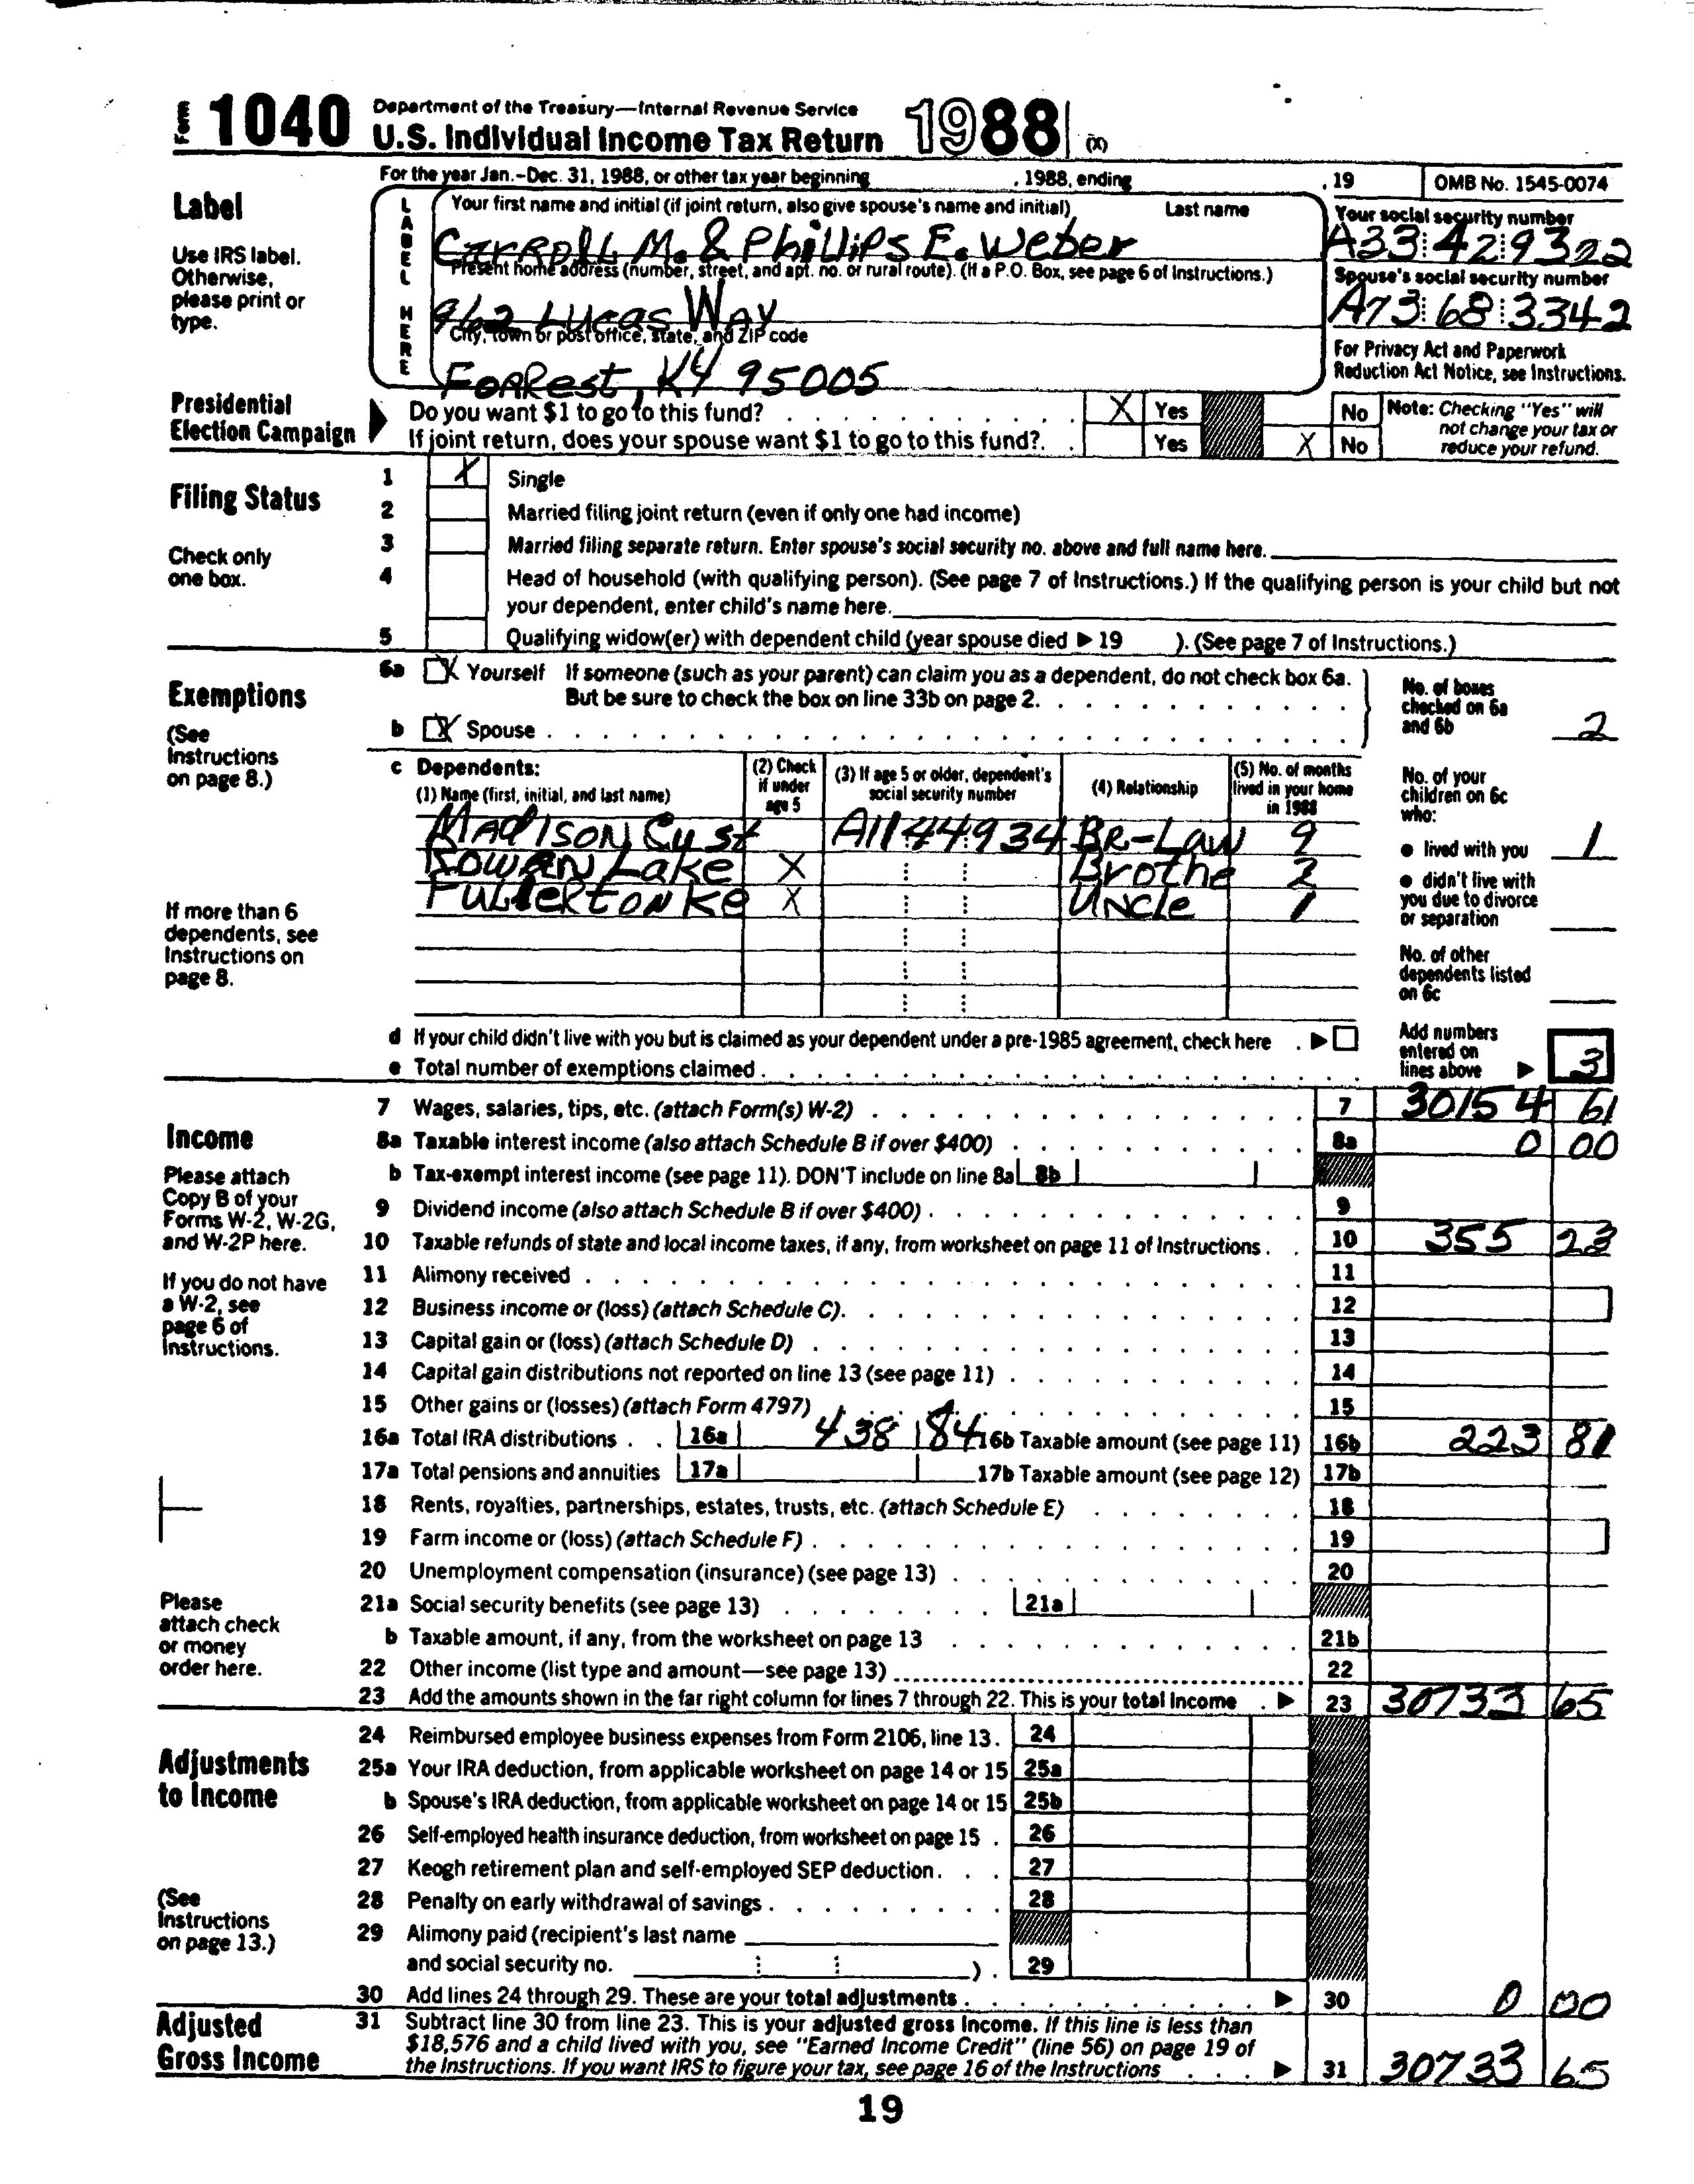 Form 1040 Department of the Treasury—Internal Revenue Service
U.S. Individual Income Tax Return 1988 (X)
For the year Jan.-Dec. 31, 1988, or other tax year beginning , 1988, ending , 19 OMB No. 1545-0074
Label
Use IRS label. Otherwise, please print or type.
LABEL HERE
Your first name and initial (if joint return, also give spouse's name and initial) Last name
CARROLL M. & Phillips E. Weber
Your social security number
A33 42 9322
Present home address (number, street, and apt. no. or rural route). (If a P.O. Box, see page 6 of Instructions.)
962 Lucas WAY
Spouse's social security number
A73 68 3342
City, town or post office, state, and ZIP code
FORRest, KY 95005
For Privacy Act and Paperwork Reduction Act Notice, see Instructions.
Presidential Election Campaign
Do you want $1 to go to this fund? X Yes No
If joint return, does your spouse want $1 to go to this fund? Yes X No
Note: Checking "Yes" will not change your tax or reduce your refund.
Filing Status
Check only one box.
1 X Single
2 Married filing joint return (even if only one had income)
3 Married filing separate return. Enter spouse's social security no. above and full name here.
4 Head of household (with qualifying person). (See page 7 of Instructions.) If the qualifying person is your child but not
your dependent, enter child's name here.
5 Qualifying widow(er) with dependent child (year spouse died ▶ 19 ). (See page 7 of Instructions.)
Exemptions
(See Instructions on page 8.)
6a X Yourself If someone (such as your parent) can claim you as a dependent, do not check box 6a.
But be sure to check the box on line 33b on page 2.
b X Spouse
No. of boxes checked on 6a and 6b 2
c Dependents:
(1) Name (first, initial, and last name) (2) Check if under age 5 (3) If age 5 or older, dependent's social security number (4) Relationship (5) No. of months lived in your home in 1988
MADISON Cust A11 44 934 BR-LAW 9
ROWAN Lake X Brothe 2
FULLERTON Ke X UNCle 1
No. of your children on 6c who:
● lived with you 1
● didn't live with you due to divorce or separation
No. of other dependents listed on 6c
If more than 6 dependents, see Instructions on page 8.
d If your child didn't live with you but is claimed as your dependent under a pre-1985 agreement, check here ▶
e Total number of exemptions claimed
Add numbers entered on lines above ▶ 3
Income
Please attach Copy B of your Forms W-2, W-2G, and W-2P here.
If you do not have a W-2, see page 6 of Instructions.
Please attach check or money order here.
7 Wages, salaries, tips, etc. (attach Form(s) W-2) 7 30154 61
8a Taxable interest income (also attach Schedule B if over $400) 8a 0 00
b Tax-exempt interest income (see page 11). DON'T include on line 8a 8b
9 Dividend income (also attach Schedule B if over $400) 9
10 Taxable refunds of state and local income taxes, if any, from worksheet on page 11 of Instructions 10 355 23
11 Alimony received 11
12 Business income or (loss) (attach Schedule C) 12
13 Capital gain or (loss) (attach Schedule D) 13
14 Capital gain distributions not reported on line 13 (see page 11) 14
15 Other gains or (losses) (attach Form 4797) 15
16a Total IRA distributions 16a 438 84 16b Taxable amount (see page 11) 16b 223 81
17a Total pensions and annuities 17a 17b Taxable amount (see page 12) 17b
18 Rents, royalties, partnerships, estates, trusts, etc. (attach Schedule E) 18
19 Farm income or (loss) (attach Schedule F) 19
20 Unemployment compensation (insurance) (see page 13) 20
21a Social security benefits (see page 13) 21a
b Taxable amount, if any, from the worksheet on page 13 21b
22 Other income (list type and amount—see page 13) 22
23 Add the amounts shown in the far right column for lines 7 through 22. This is your total income ▶ 23 30733 65
Adjustments to Income
(See Instructions on page 13.)
24 Reimbursed employee business expenses from Form 2106, line 13 24
25a Your IRA deduction, from applicable worksheet on page 14 or 15 25a
b Spouse's IRA deduction, from applicable worksheet on page 14 or 15 25b
26 Self-employed health insurance deduction, from worksheet on page 15 26
27 Keogh retirement plan and self-employed SEP deduction 27
28 Penalty on early withdrawal of savings 28
29 Alimony paid (recipient's last name
and social security no. ) 29
30 Add lines 24 through 29. These are your total adjustments ▶ 30 0 00
Adjusted Gross Income
31 Subtract line 30 from line 23. This is your adjusted gross income. If this line is less than
$18,576 and a child lived with you, see "Earned Income Credit" (line 56) on page 19 of
the Instructions. If you want IRS to figure your tax, see page 16 of the Instructions ▶ 31 30733 65
19